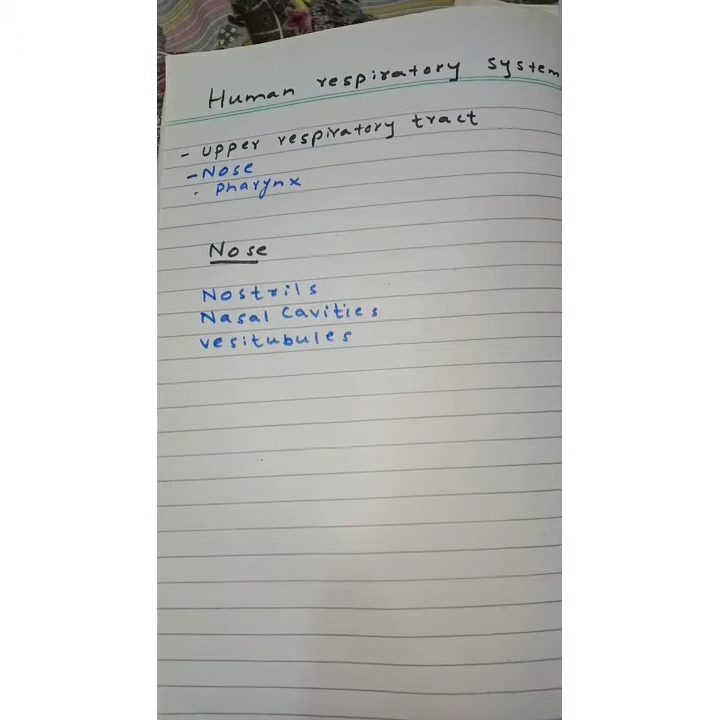 Human respiratory system
- Upper respiratory tract
- Nose
- Pharynx
Nose
Nostrils
Nasal Cavities
vesitubules